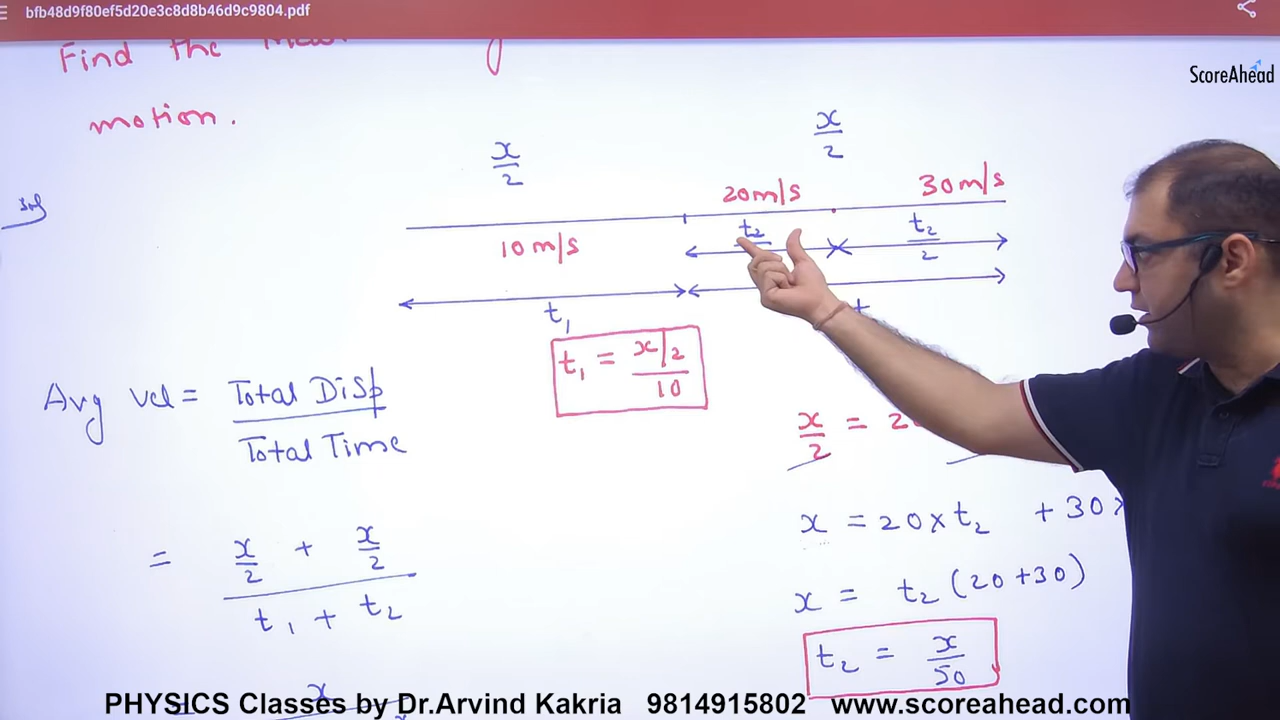 bfb48d9f80ef5d20e3c8d8b46d9c9804.pdf
ScoreAhead
Find the
motion.
Sol
x/2
x/2
20m/s
30m/s
10 m/s
t₂
t₂/2
t₁
t₁ = x/2 / 10
Avg Vel = Total Disp / Total Time
x/2 = 20
x = 20 x t₂ + 30 x
= x/2 + x/2 / t₁ + t₂
x = t₂ (20 + 30)
t₂ = x/50
x
PHYSICS Classes by Dr.Arvind Kakria 9814915802 www.scoreahead.com